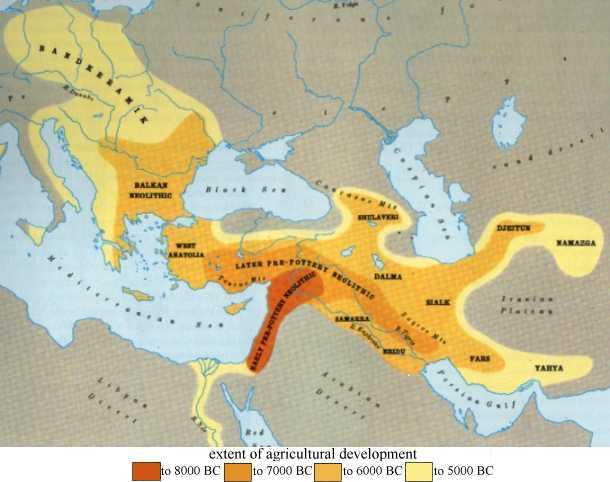 R. Volga
BANDKERAMIK
R. Danube
Caspian Sea
sand desert
Black Sea
Caucasus Mts
BALKAN
NEOLITHIC
SHULAVERI
DJEITUN
NAMAZGA
WEST
ANATOLIA
LATER PRE-POTTERY NEOLITHIC
Taurus Mts
DALMA
Mediterranean Sea
EARLY PRE-POTTERY NEOLITHIC
SIALK
Iranian
Plateau
SAMARRA
R. Euphrates
R. Tigris
Zagros Mts
ERIDU
FARS
YAHYA
Libyan
Desert
Arabian
Desert
Persian Gulf
Red
extent of agricultural development
to 8000 BC to 7000 BC to 6000 BC to 5000 BC